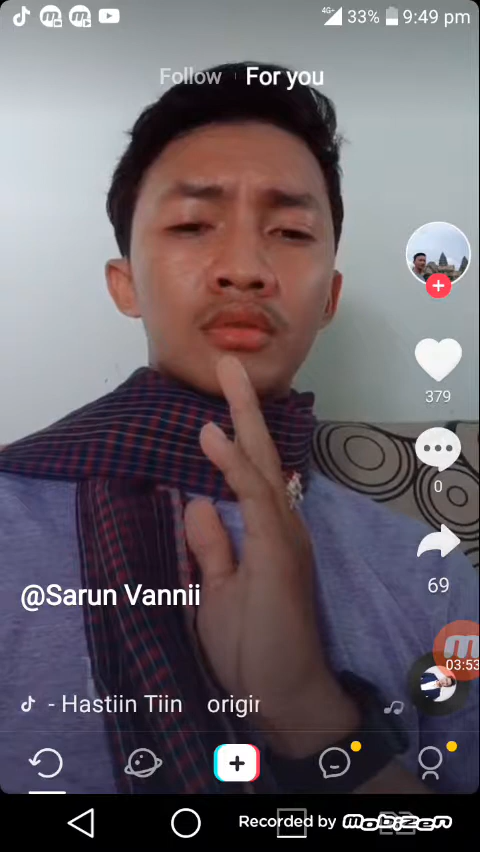 4G+ 33% 9:49 pm
Follow For you
379
0
69
@Sarun Vannii
03:53
- Hastiin Tiin origin
Recorded by MOBIZEN